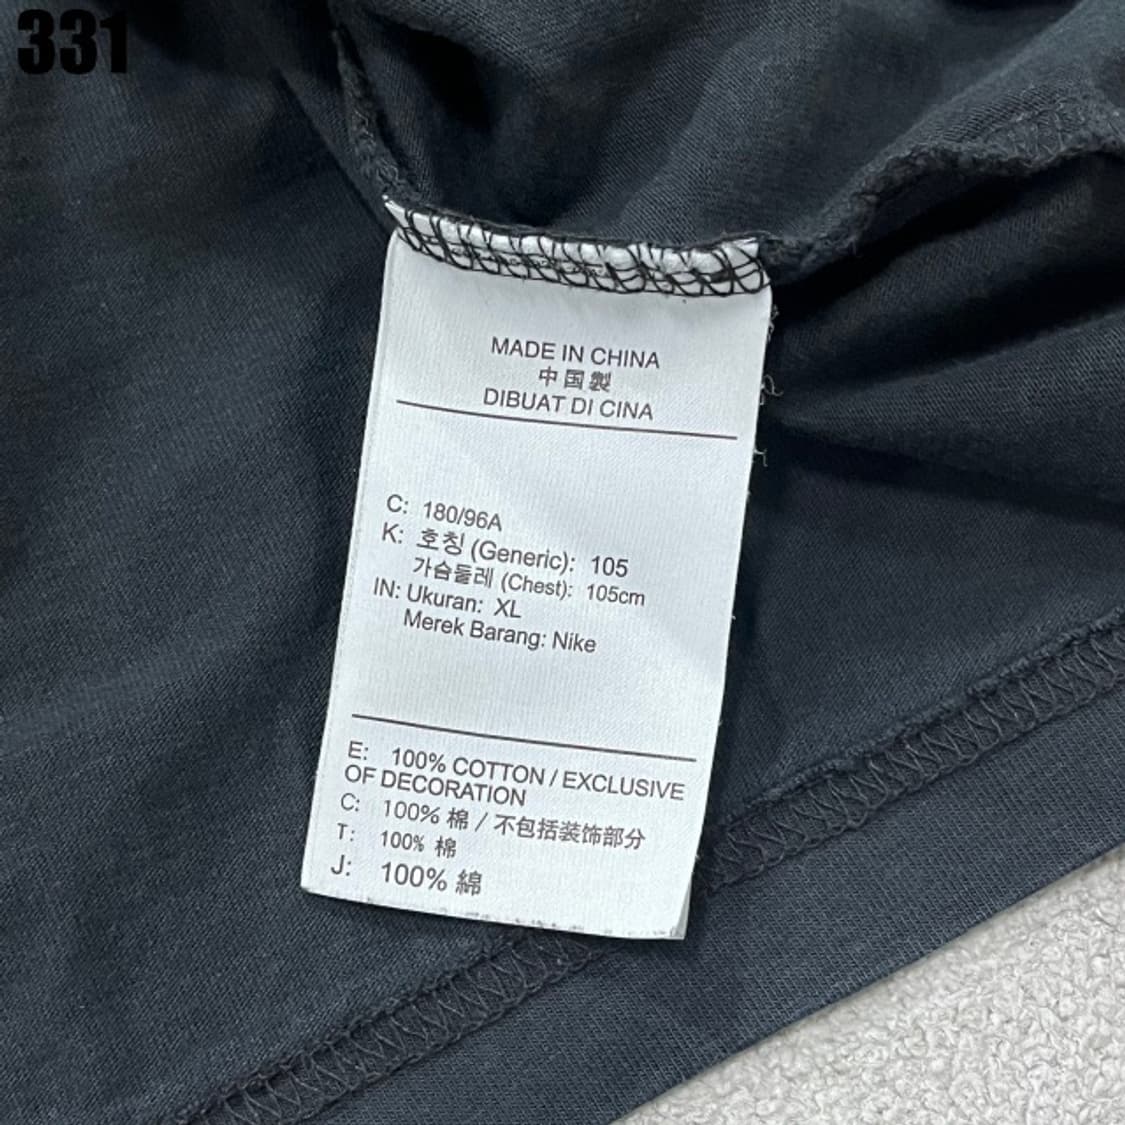 331
MADE IN CHINA
中国製
DIBUAT DI CINA
C: 180/96A
K: 호칭 (Generic): 105
가슴둘레 (Chest): 105cm
IN: Ukuran: XL
Merek Barang: Nike
E: 100% COTTON / EXCLUSIVE
OF DECORATION
C: 100% 棉 / 不包括装饰部分
T: 100% 棉
J: 100% 綿